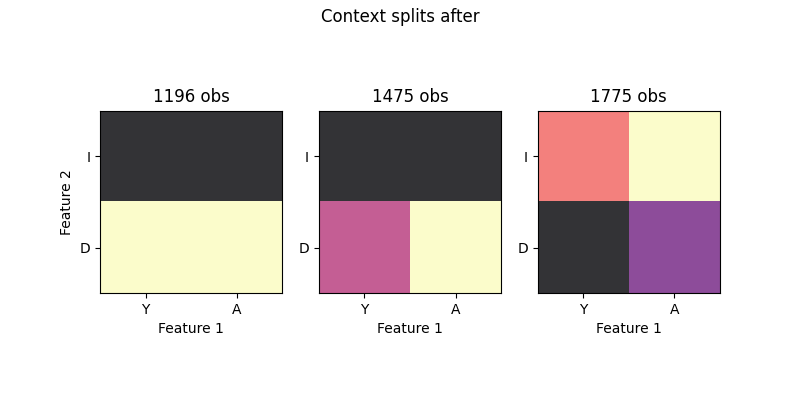 Context splits after
1196 obs
1475 obs
1775 obs
Feature 2
I
D
I
D
I
D
Y A
Y A
Y A
Feature 1
Feature 1
Feature 1